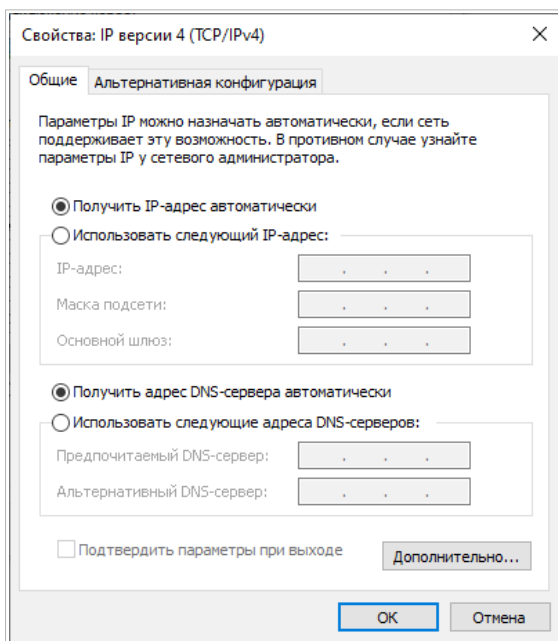 Свойства: IP версии 4 (TCP/IPv4)
Общие
Альтернативная конфигурация
Параметры IP можно назначать автоматически, если сеть
поддерживает эту возможность. В противном случае узнайте
параметры IP у сетевого администратора.
Получить IP-адрес автоматически
Использовать следующий IP-адрес:
IP-адрес:
Маска подсети:
Основной шлюз:
Получить адрес DNS-сервера автоматически
Использовать следующие адреса DNS-серверов:
Предпочитаемый DNS-сервер:
Альтернативный DNS-сервер:
Подтвердить параметры при выходе
Дополнительно...
ОК
Отмена